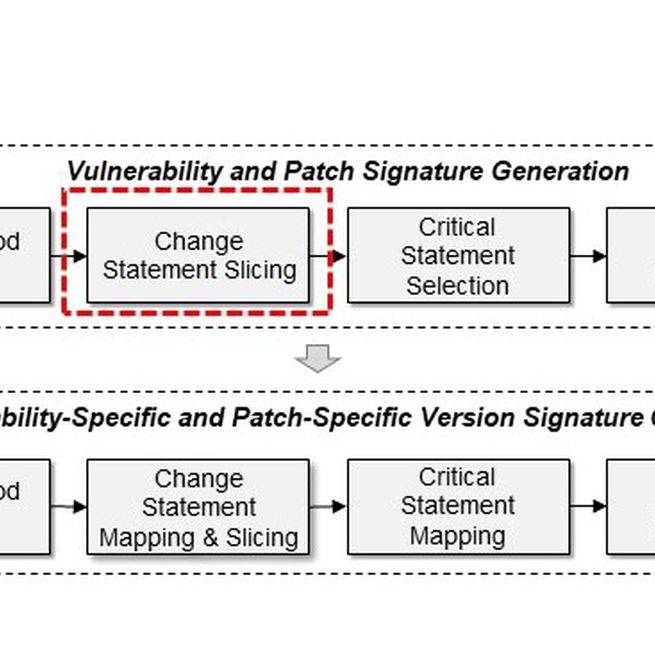 Vulnerability and Patch Signature Generation
od
Change
Statement Slicing
Critical
Statement
Selection
bility-Specific and Patch-Specific Version Signature
od
Change
Statement
Mapping & Slicing
Critical
Statement
Mapping